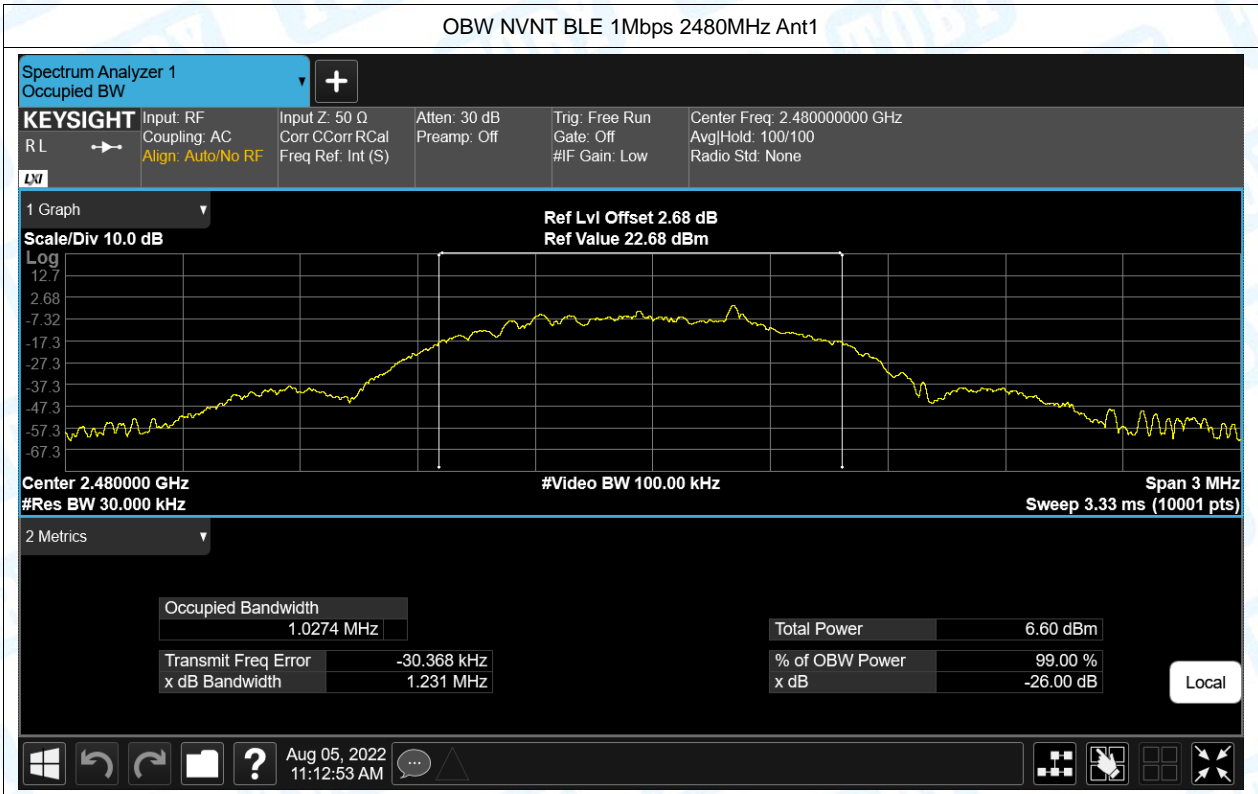 OBW NVNT BLE 1Mbps 2480MHz Ant1
Spectrum Analyzer 1
Occupied BW
KEYSIGHT
RL
LXI
Input: RF
Coupling: AC
Align: Auto/No RF
Input Z: 50 Ω
Corr CCorr RCal
Freq Ref: Int (S)
Atten: 30 dB
Preamp: Off
Trig: Free Run
Gate: Off
#IF Gain: Low
Center Freq: 2.480000000 GHz
Avg|Hold: 100/100
Radio Std: None
1 Graph
Scale/Div 10.0 dB
Ref Lvl Offset 2.68 dB
Ref Value 22.68 dBm
Log
12.7
2.68
-7.32
-17.3
-27.3
-37.3
-47.3
-57.3
-67.3
Center 2.480000 GHz
#Video BW 100.00 kHz
Span 3 MHz
#Res BW 30.000 kHz
Sweep 3.33 ms (10001 pts)
2 Metrics
Occupied Bandwidth
1.0274 MHz
Total Power 6.60 dBm
Transmit Freq Error -30.368 kHz
% of OBW Power 99.00 %
x dB Bandwidth 1.231 MHz
x dB -26.00 dB
Local
?
Aug 05, 2022
11:12:53 AM